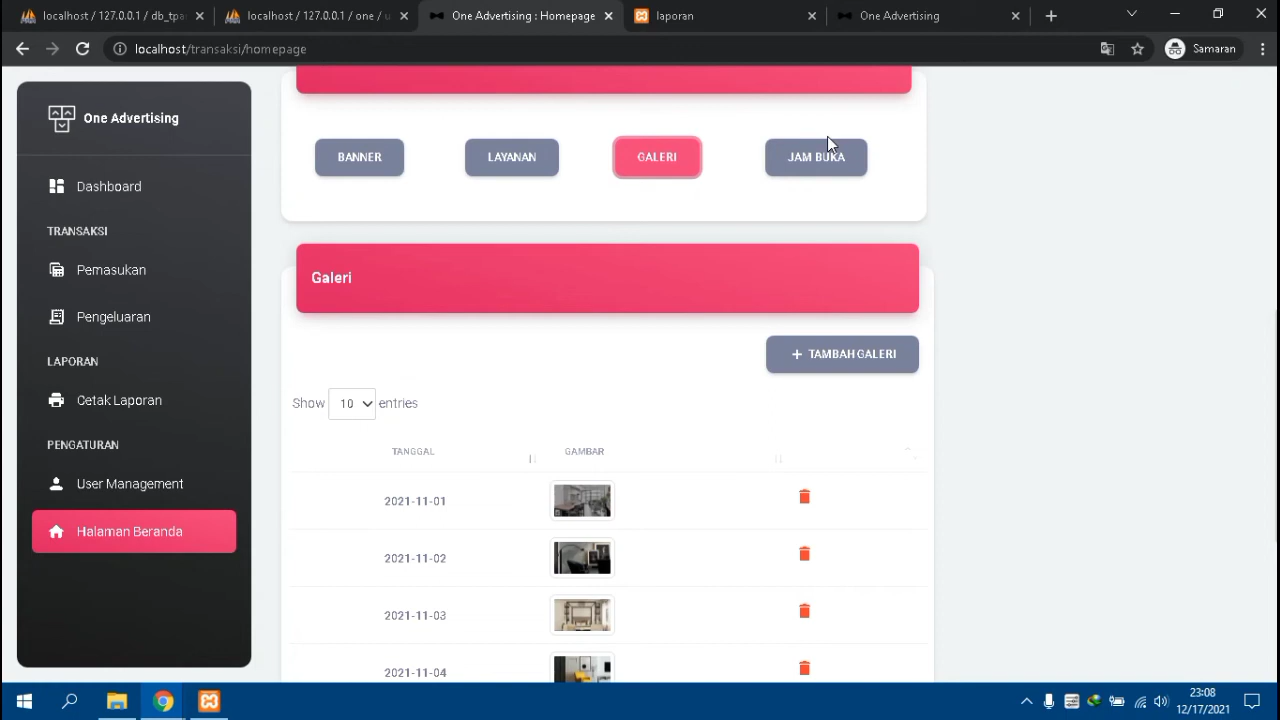 localhost / 127.0.0.1 / db_tpa
localhost / 127.0.0.1 / one / u
One Advertising : Homepage
laporan
One Advertising
localhost/transaksi/homepage
Samaran
One Advertising
Dashboard
TRANSAKSI
Pemasukan
Pengeluaran
LAPORAN
Cetak Laporan
PENGATURAN
User Management
Halaman Beranda
BANNER
LAYANAN
GALERI
JAM BUKA
Galeri
+ TAMBAH GALERI
Show 10 entries
TANGGAL
GAMBAR
2021-11-01
2021-11-02
2021-11-03
2021-11-04
23:08
12/17/2021